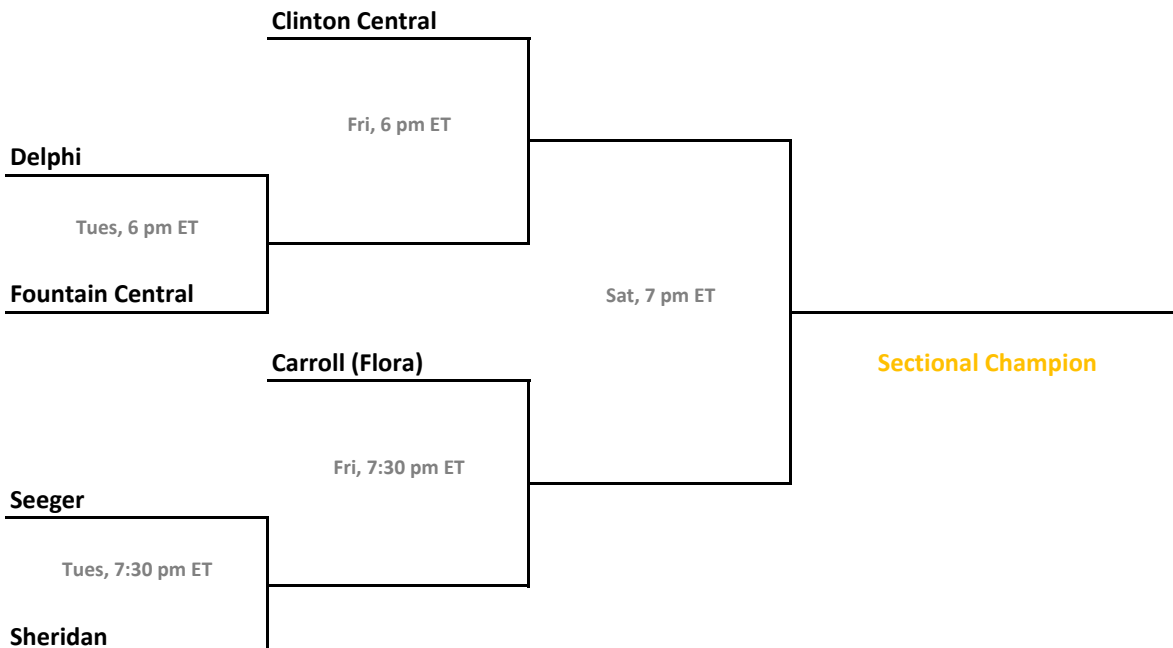 Clinton Central
Fri, 6 pm ET
Delphi
Tues, 6 pm ET
Fountain Central
Sat, 7 pm ET
Carroll (Flora)
Sectional Champion
Fri, 7:30 pm ET
Seeger
Tues, 7:30 pm ET
Sheridan